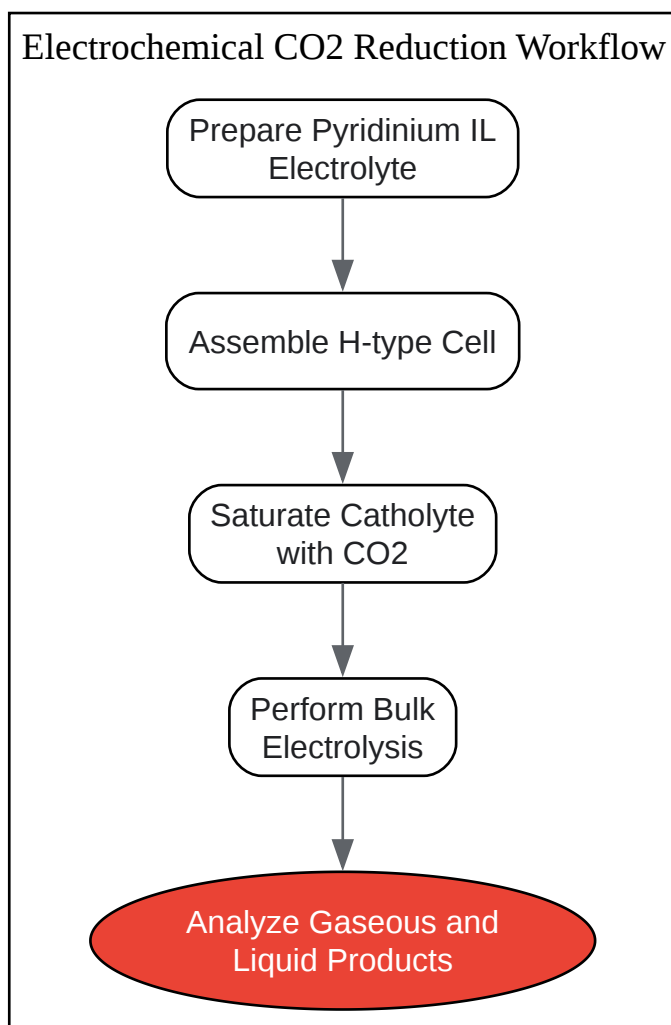 Electrochemical CO2 Reduction Workflow
Prepare Pyridinium IL
Electrolyte
Assemble H-type Cell
Saturate Catholyte
with CO2
Perform Bulk
Electrolysis
Analyze Gaseous and
Liquid Products